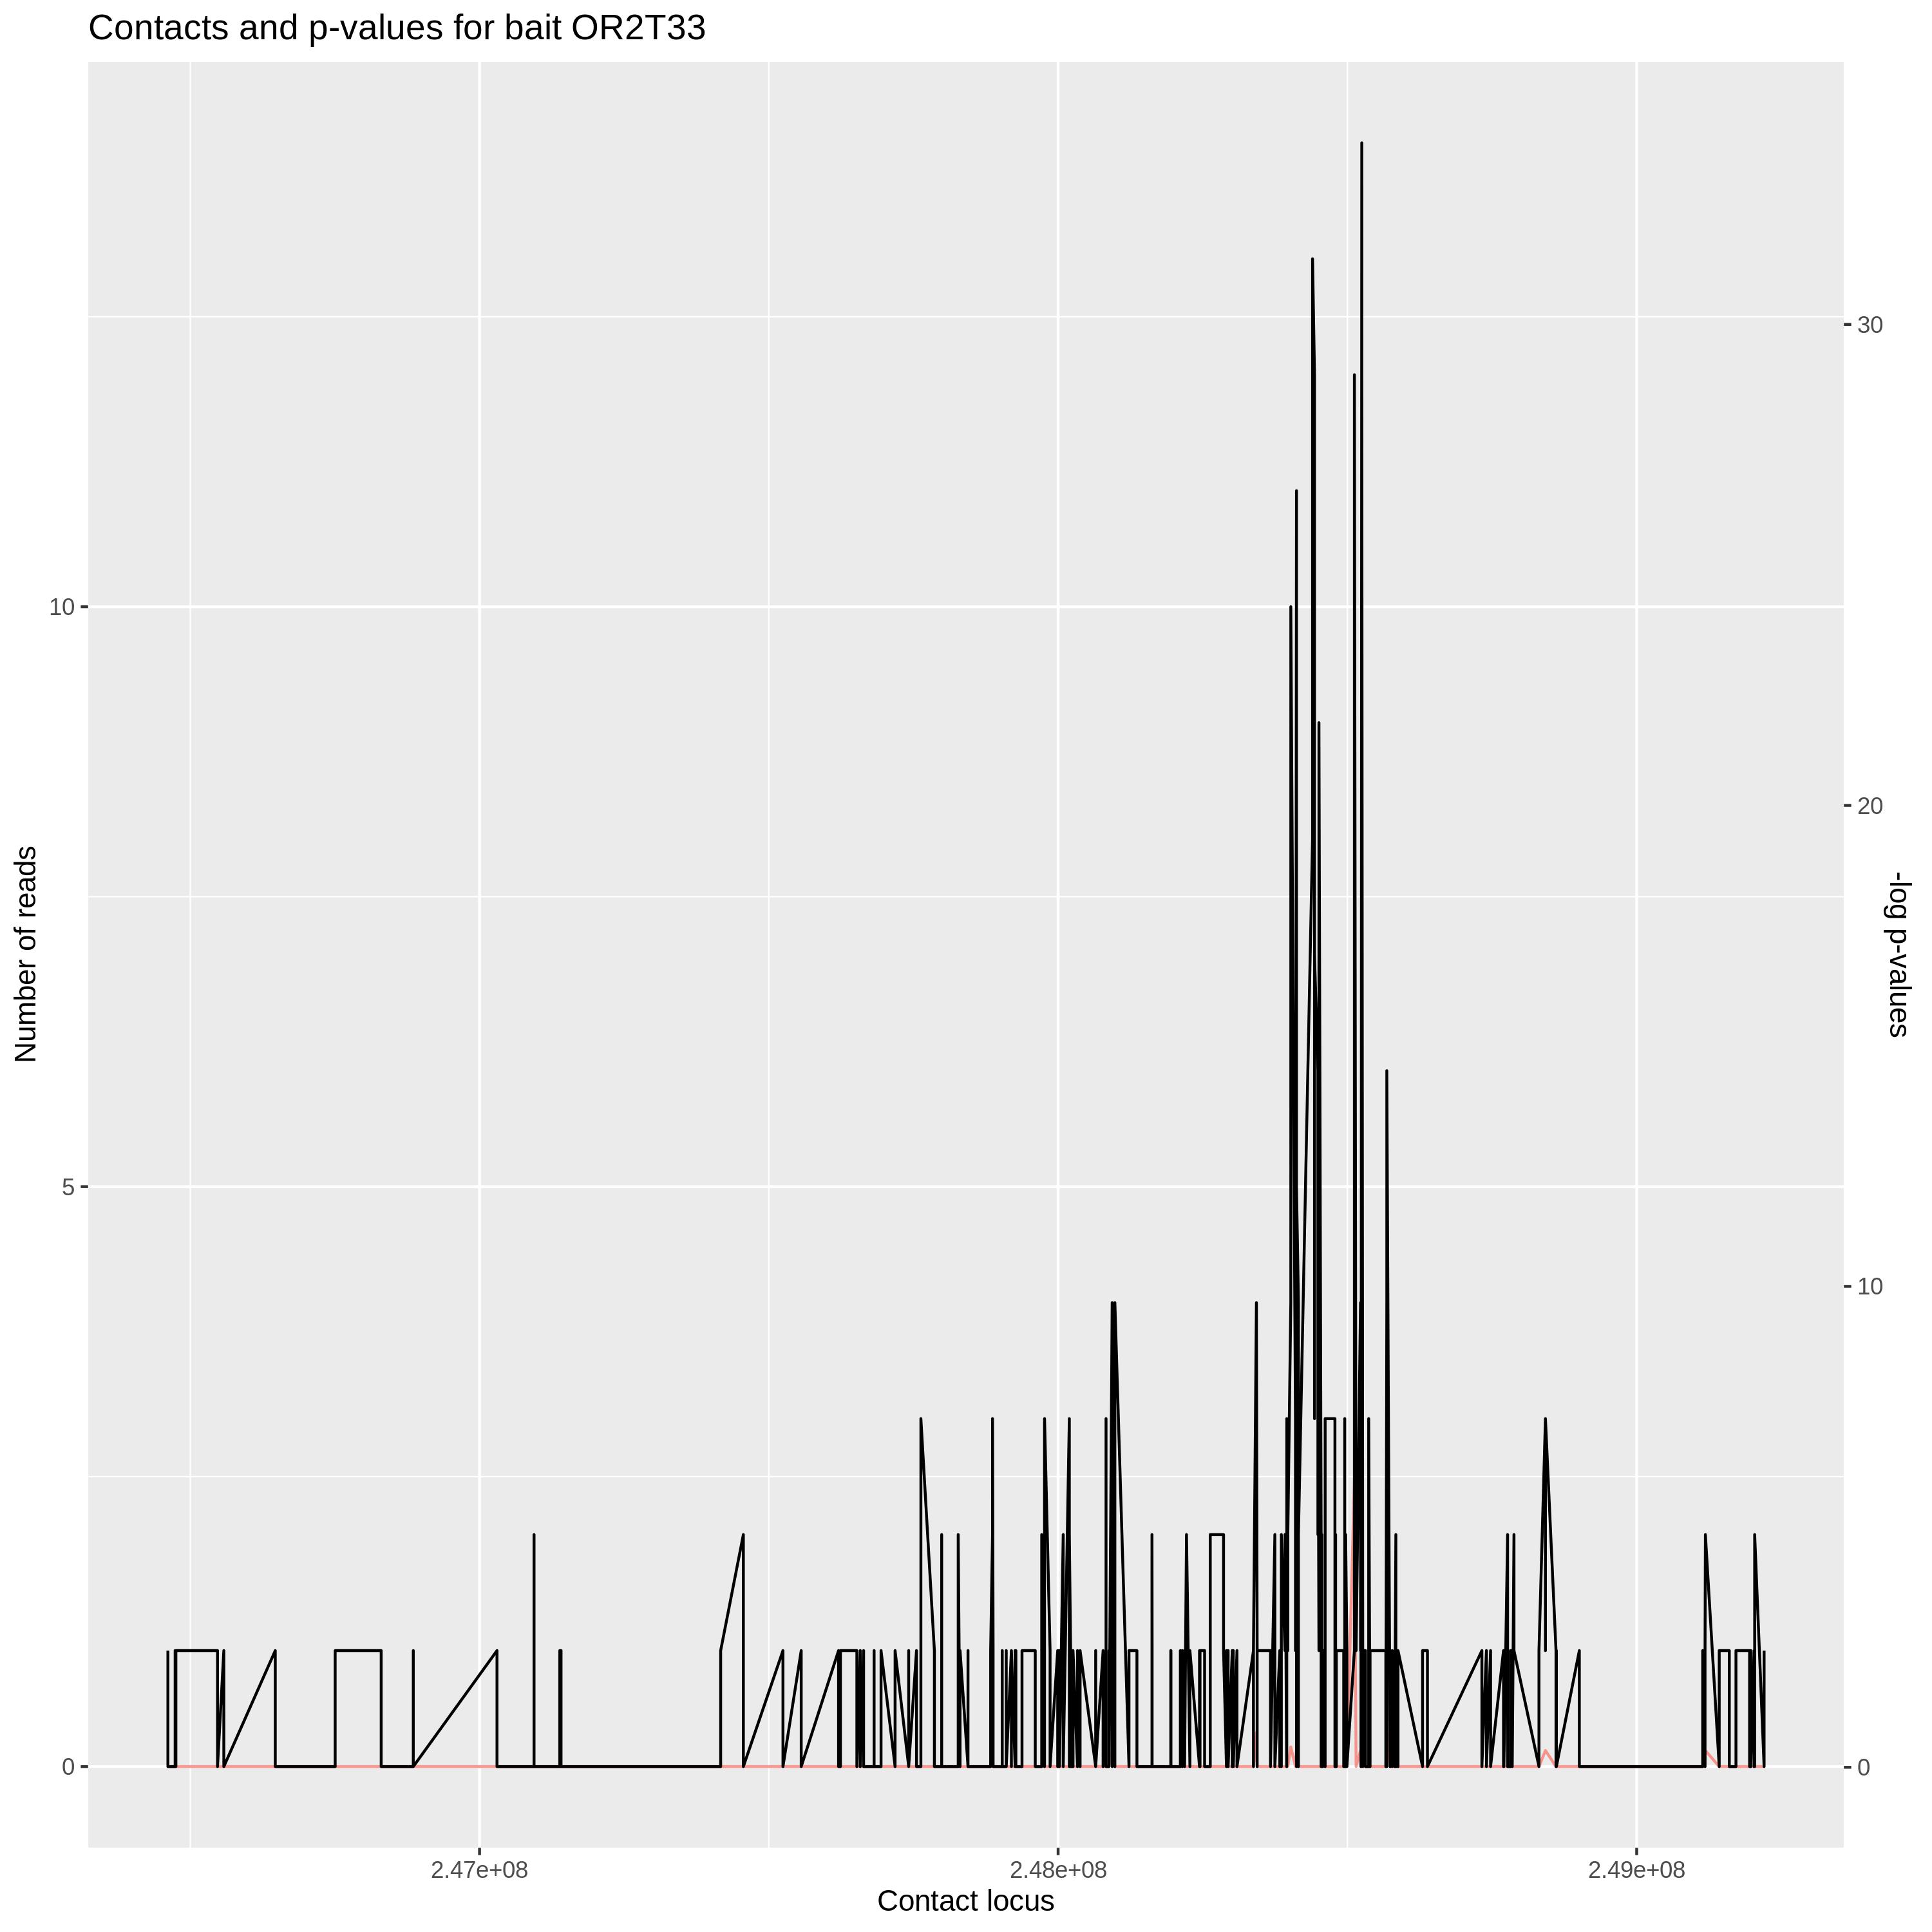 Contacts and p-values for bait OR2T33
10
5
0
Number of reads
30
20
10
0
-log p-values
2.47e+08
2.48e+08
2.49e+08
Contact locus